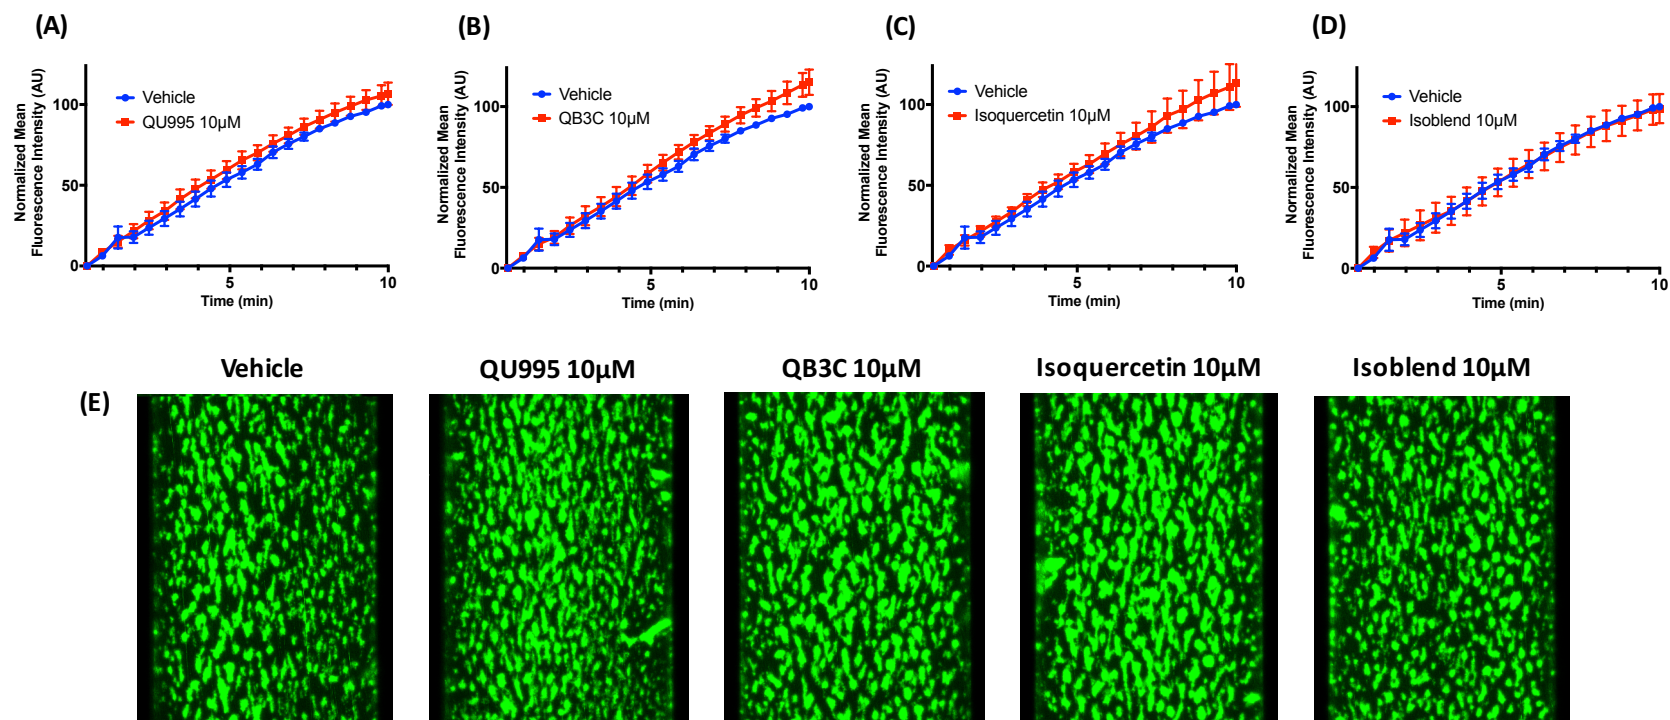 (A)
Normalized Mean
Fluorescence Intensity (AU)
100
50
0
5
10
Time (min)
Vehicle
QU995 10µM
(B)
Normalized Mean
Fluorescence Intensity (AU)
100
50
0
5
10
Time (min)
Vehicle
QB3C 10µM
(C)
Normalized Mean
Fluorescence Intensity (AU)
100
50
0
5
10
Time (min)
Vehicle
Isoquercetin 10µM
(D)
Normalized Mean
Fluorescence Intensity (AU)
100
50
0
5
10
Time (min)
Vehicle
Isoblend 10µM
(E)
Vehicle
QU995 10µM
QB3C 10µM
Isoquercetin 10µM
Isoblend 10µM